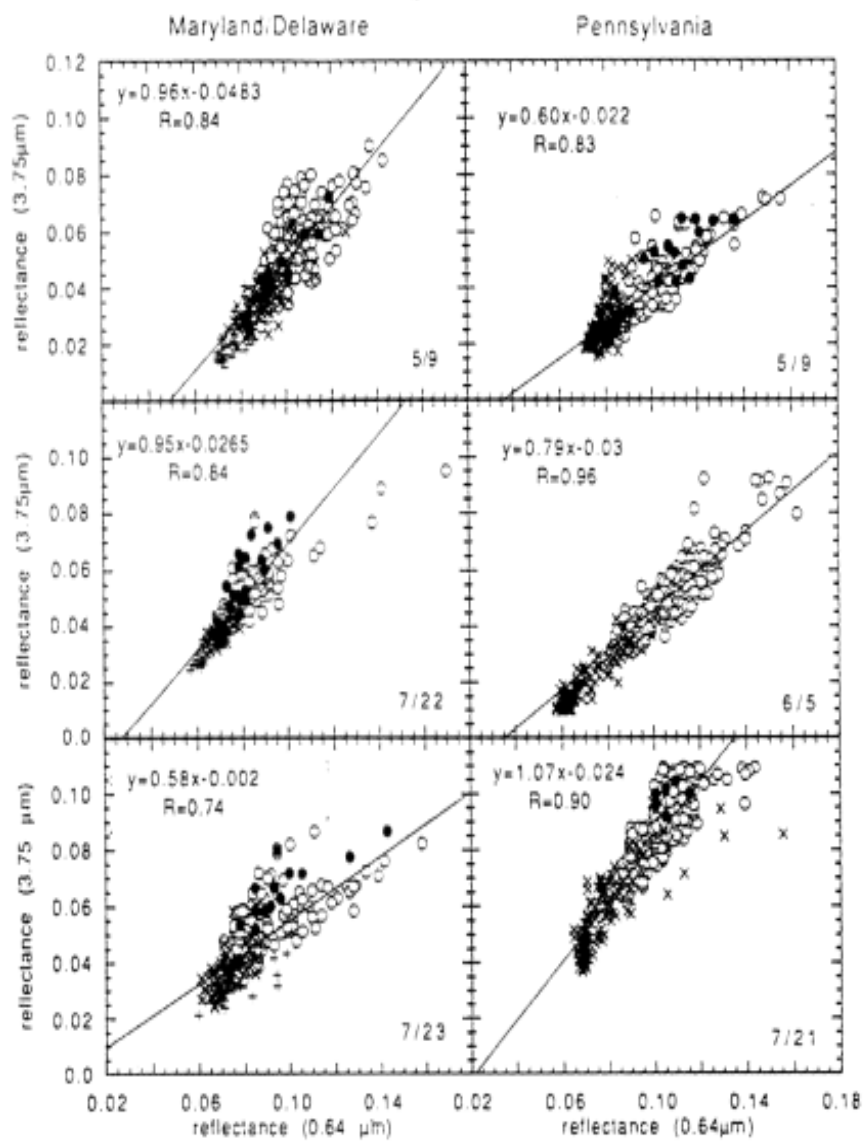 Maryland/Delaware Pennsylvania
0.12
y=0.96x-0.0483
R=0.84
y=0.60x-0.022
R=0.83
0.10
0.08
0.06
0.04
0.02
reflectance (3.75µm)
5/9
5/9
y=0.95x-0.0265
R=0.84
y=0.79x-0.03
R=0.96
0.10
0.08
0.06
0.04
0.02
0.0
reflectance (3.75µm)
7/22
6/5
y=0.58x-0.002
R=0.74
y=1.07x-0.024
R=0.90
0.10
0.08
0.06
0.04
0.02
0.0
reflectance (3.75 µm)
7/23
7/21
0.02 0.06 0.10 0.14 0.02 0.06 0.10 0.14 0.18
reflectance (0.64 µm) reflectance (0.64µm)